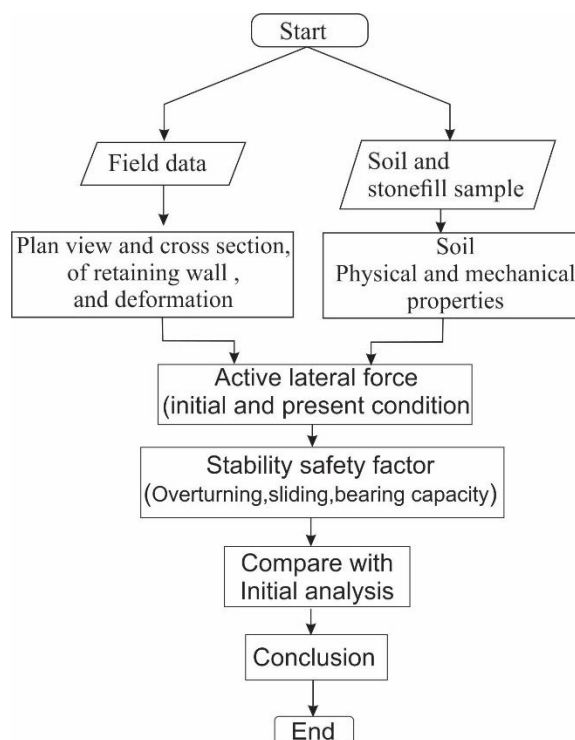 Start
Field data
Soil and
stonefill sample
Plan view and cross section,
of retaining wall ,
and deformation
Soil
Physical and mechanical
properties
Active lateral force
(initial and present condition
Stability safety factor
(Overturning,sliding,bearing capacity)
Compare with
Initial analysis
Conclusion
End